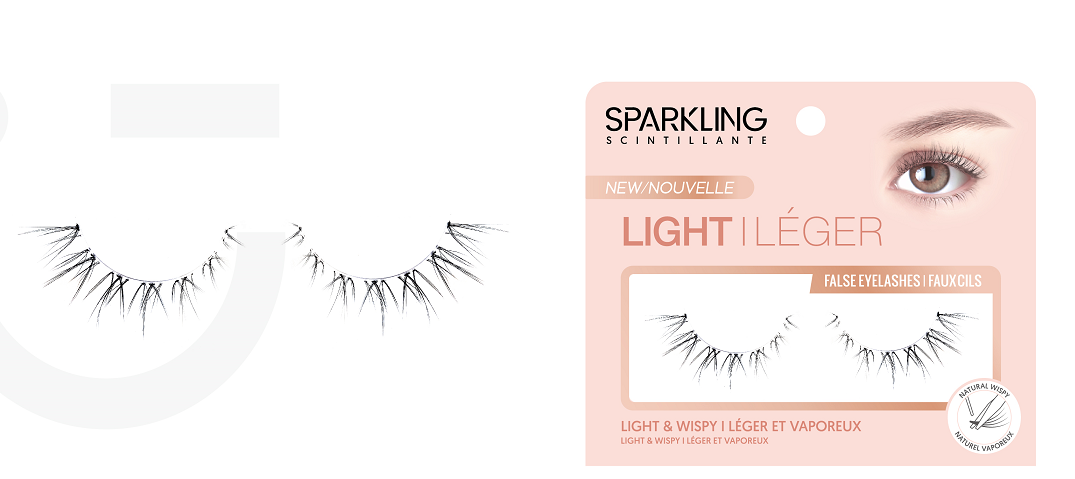 SPARKLING
SCINTILLANTE
NEW/NOUVELLE
LIGHT | LÉGER
FALSE EYELASHES | FAUX CILS
NATURAL WISPY
NATUREL VAPOREUX
LIGHT & WISPY | LÉGER ET VAPOREUX
LIGHT & WISPY | LÉGER ET VAPOREUX